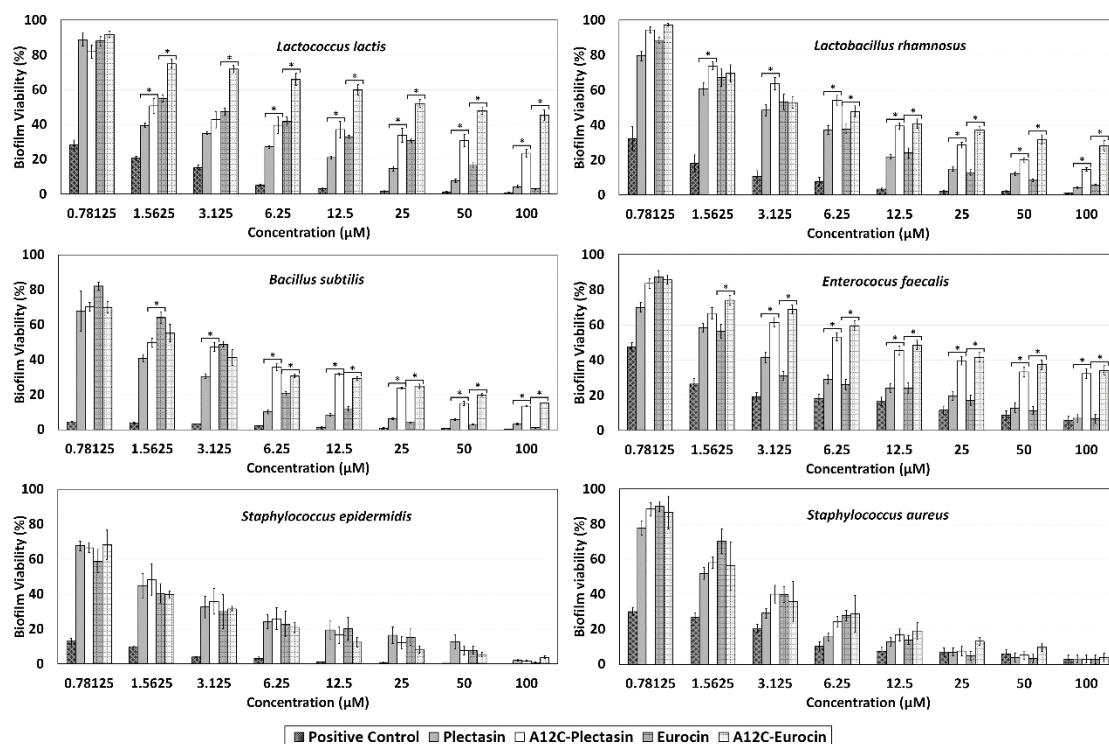 Lactococcus lactis
Biofilm Viability (%)
100
80
60
40
20
0
* * * * * * * * * * * * *
0.78125 1.5625 3.125 6.25 12.5 25 50 100
Concentration (µM)
Lactobacillus rhamnosus
Biofilm Viability (%)
100
80
60
40
20
0
* * * * * * * * * * * *
0.78125 1.5625 3.125 6.25 12.5 25 50 100
Concentration (µM)
Bacillus subtilis
Biofilm Viability (%)
100
80
60
40
20
0
* * * * * * * * * * * *
0.78125 1.5625 3.125 6.25 12.5 25 50 100
Concentration (µM)
Enterococus faecalis
Biofilm Viability (%)
100
80
60
40
20
0
* * * * * * * * * * * * *
0.78125 1.5625 3.125 6.25 12.5 25 50 100
Concentration (µM)
Staphylococcus epidermidis
Biofilm Viability (%)
100
80
60
40
20
0
0.78125 1.5625 3.125 6.25 12.5 25 50 100
Concentration (µM)
Staphylococcus aureus
Biofilm viability (%)
100
80
60
40
20
0
0.78125 1.5625 3.125 6.25 12.5 25 50 100
Concentration (µM)
Positive Control Plectasin A12C-Plectasin Eurocin A12C-Eurocin